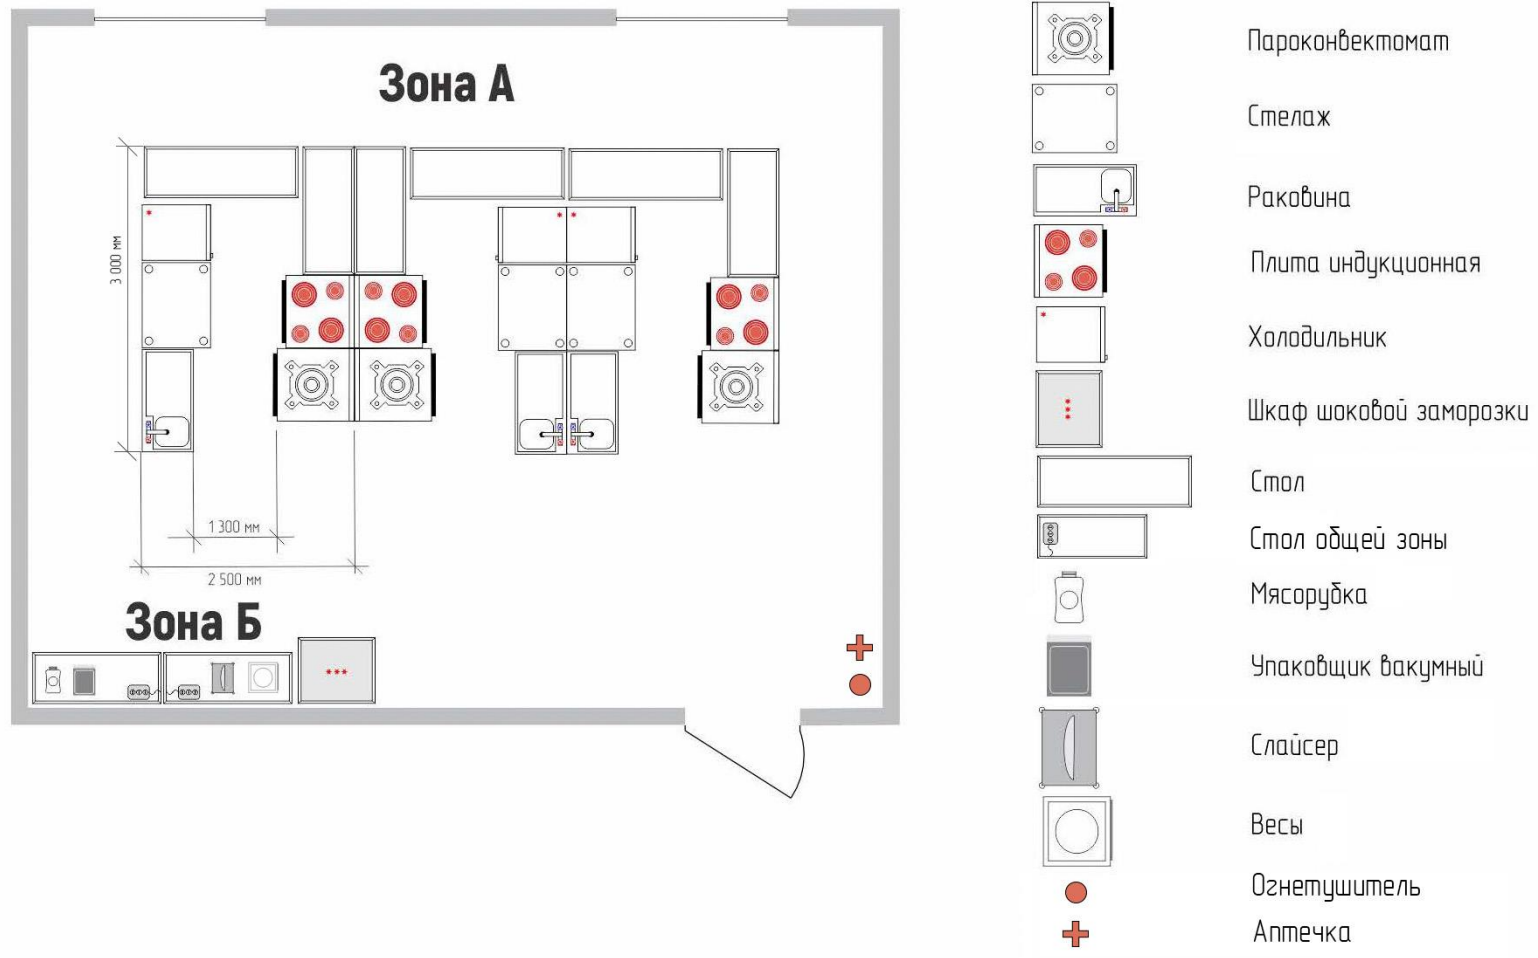 Зона А
3 000 мм
1 300 мм
2 500 мм
Зона Б
Пароконвектомат
Стелаж
Раковина
Плита индукционная
Холодильник
Шкаф шоковой заморозки
Стол
Стол общей зоны
Мясорубка
Упаковщик вакумный
Слайсер
Весы
Огнетушитель
Аптечка